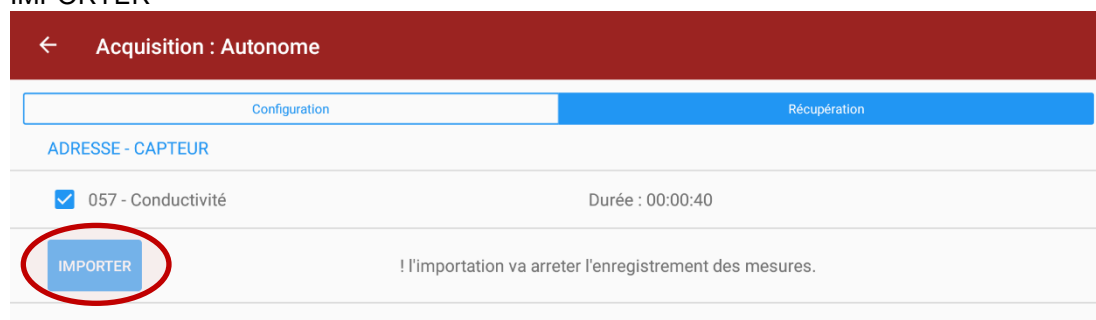 IMPORTER
Acquisition : Autonome
Configuration Récupération
ADRESSE - CAPTEUR
057 - Conductivité Durée : 00:00:40
IMPORTER ! l'importation va arreter l'enregistrement des mesures.